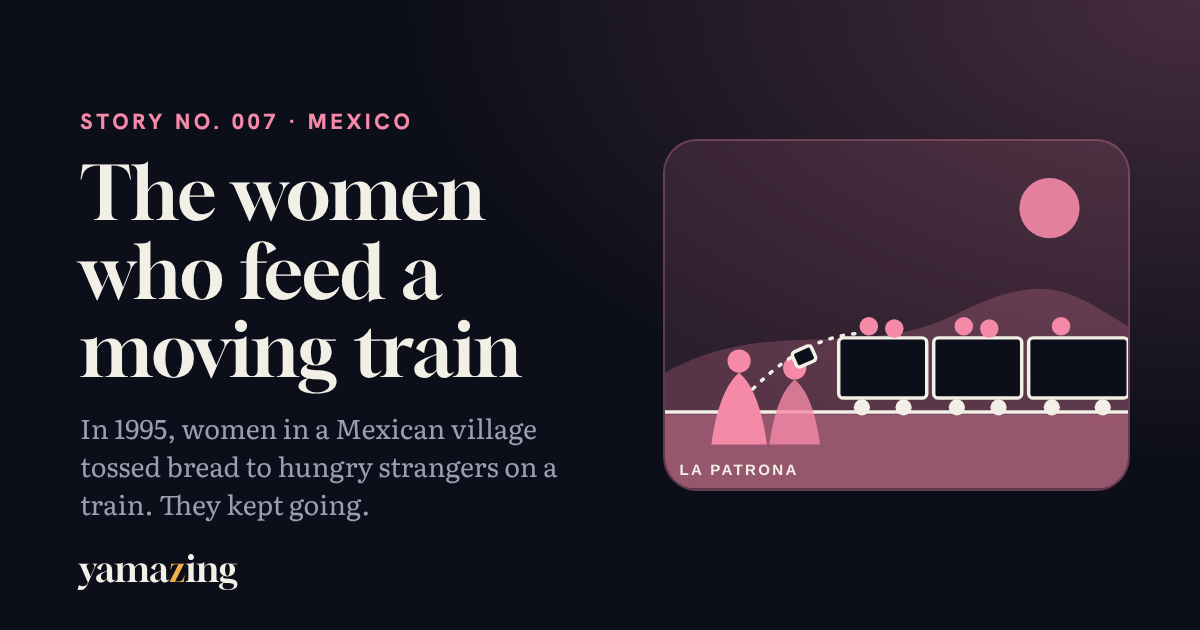 STORY NO. 007 · MEXICO
The women
who feed a
moving train
In 1995, women in a Mexican village
tossed bread to hungry strangers on a
train. They kept going.
yamazing
LA PATRONA